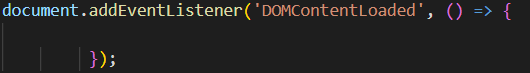 document.addEventListener('DOMContentLoaded', () => {
});